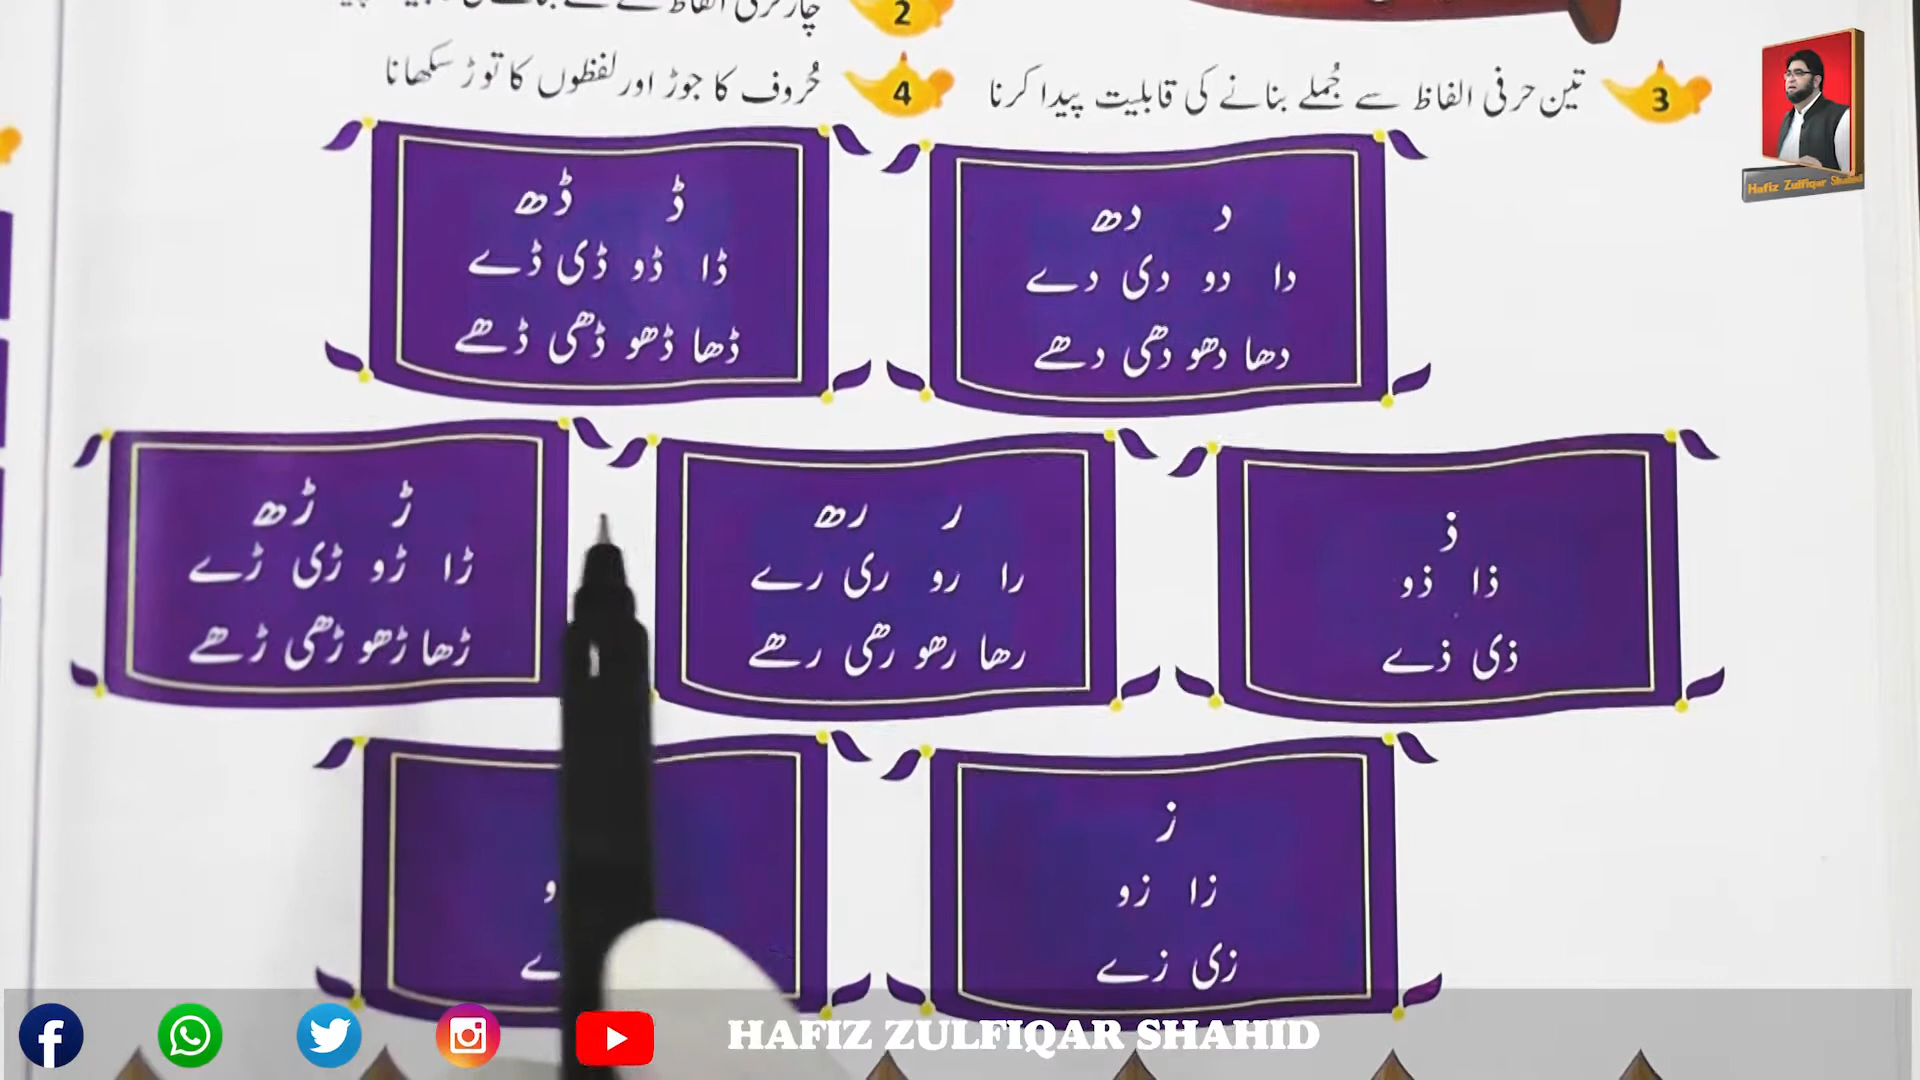 2
3 تین حرفی الفاظ سے جُملے بنانے کی قابلیت پیدا کرنا
4 حُروف کا جوڑ اور لفظوں کا توڑ سکھانا
Hafiz Zulfiqar Shahid
د دھ
دا دو دی دے
دھا دھو دھی دھے
ڈ ڈھ
ڈا ڈو ڈی ڈے
ڈھا ڈھو ڈھی ڈھے
ذ
ذا ذو
ذی ذے
ر رھ
را رو ری رے
رھا رھو رھی رھے
ڑ ڑھ
ڑا ڑو ڑی ڑے
ڑھا ڑھو ڑھی ڑھے
ز
زا زو
زی زے
HAFIZ ZULFIQAR SHAHID